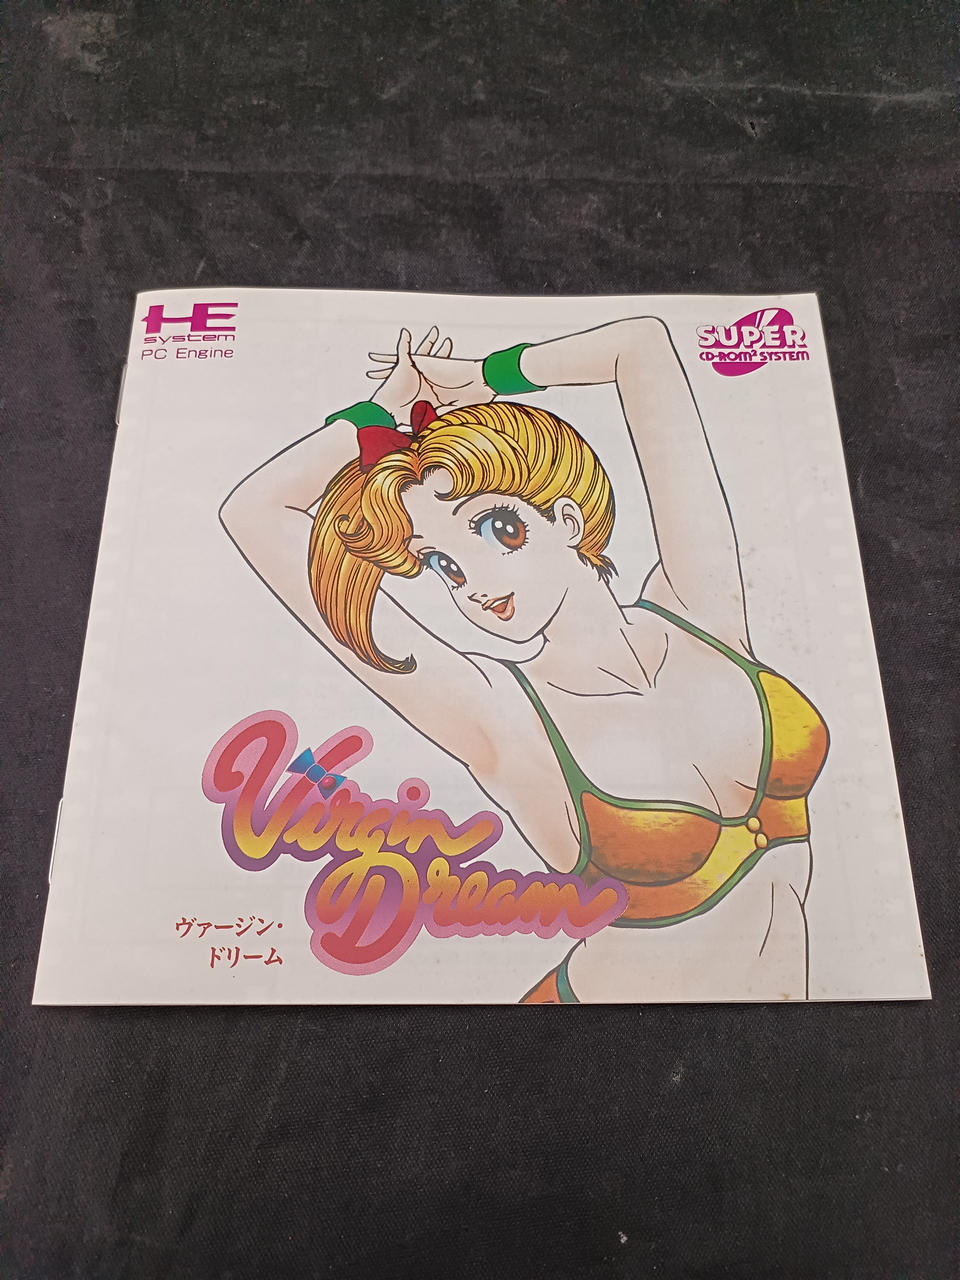 HE
system
PC Engine
SUPER
CD-ROM² SYSTEM
Virgin
Dream
ヴァージン・
ドリーム